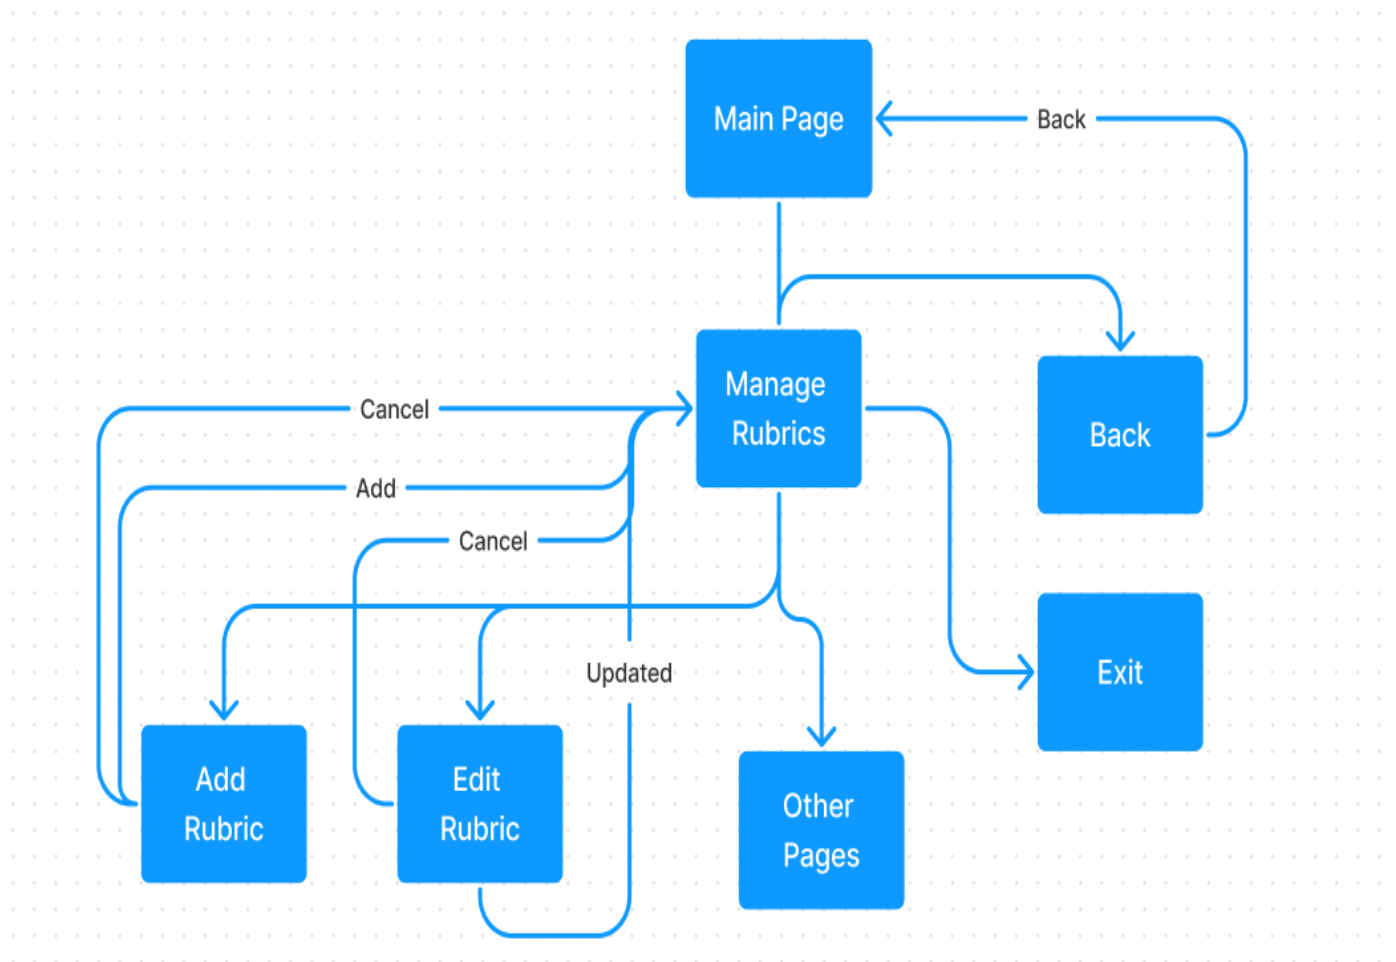 Main Page
Back
Manage
Rubrics
Cancel
Back
Add
Cancel
Updated
Exit
Add
Rubric
Edit
Rubric
Other
Pages